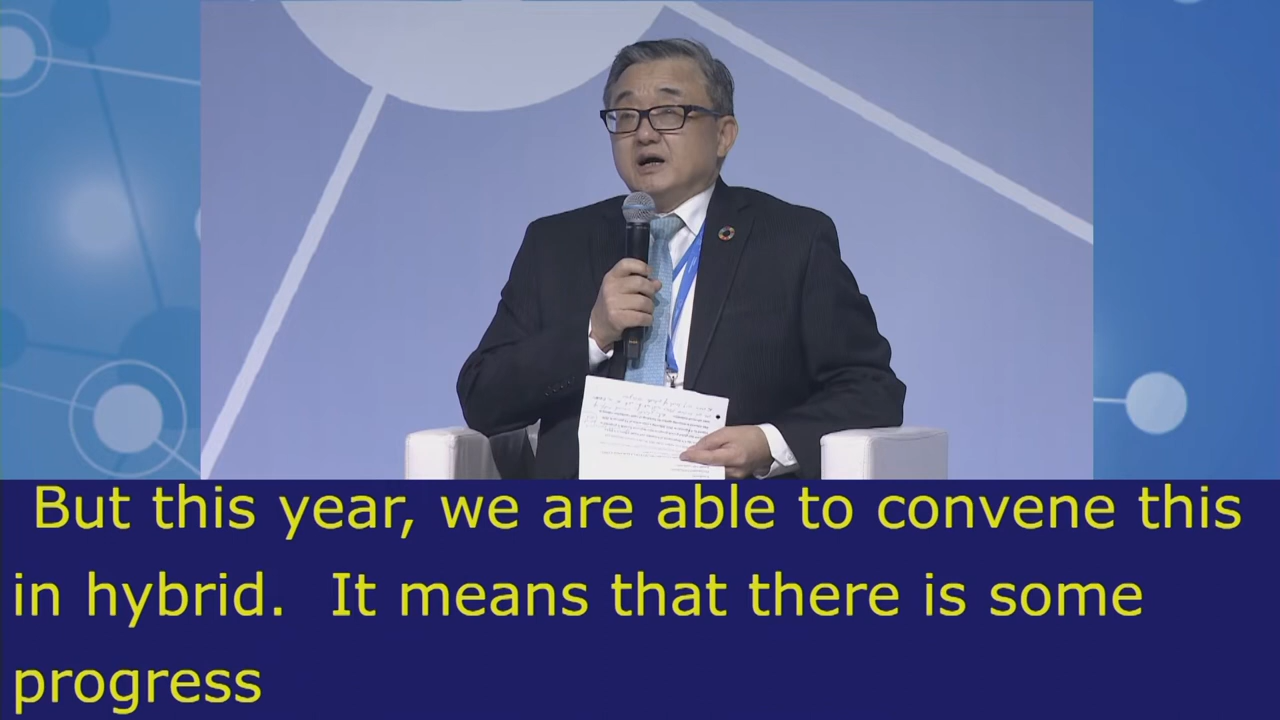 But this year, we are able to convene this
in hybrid.  It means that there is some
progress